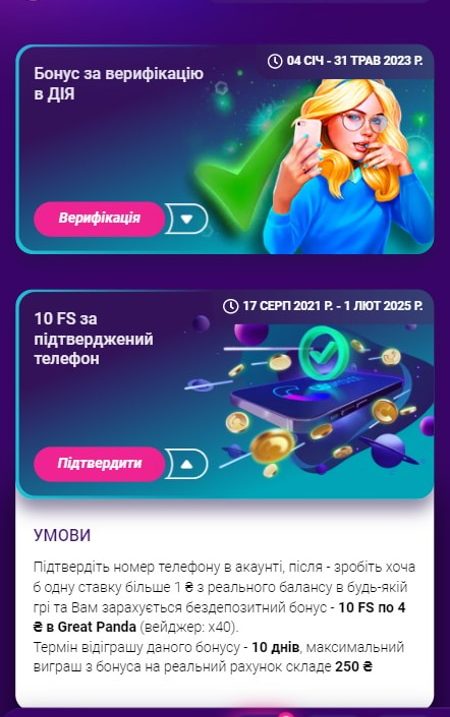 04 СІЧ - 31 ТРАВ 2023 Р.
Бонус за верифікацію
в ДІЯ
Верифікація
17 СЕРП 2021 Р. - 1 ЛЮТ 2025 Р.
10 FS за
підтверджений
телефон
Підтвердити
УМОВИ
Підтвердіть номер телефону в акаунті, після - зробіть хоча
б одну ставку більше 1 ₴ з реального балансу в будь-якій
грі та Вам зарахується бездепозитний бонус - 10 FS по 4
₴ в Great Panda (вейджер: x40).
Термін відіграшу даного бонусу - 10 днів, максимальний
виграш з бонуса на реальний рахунок складе 250 ₴